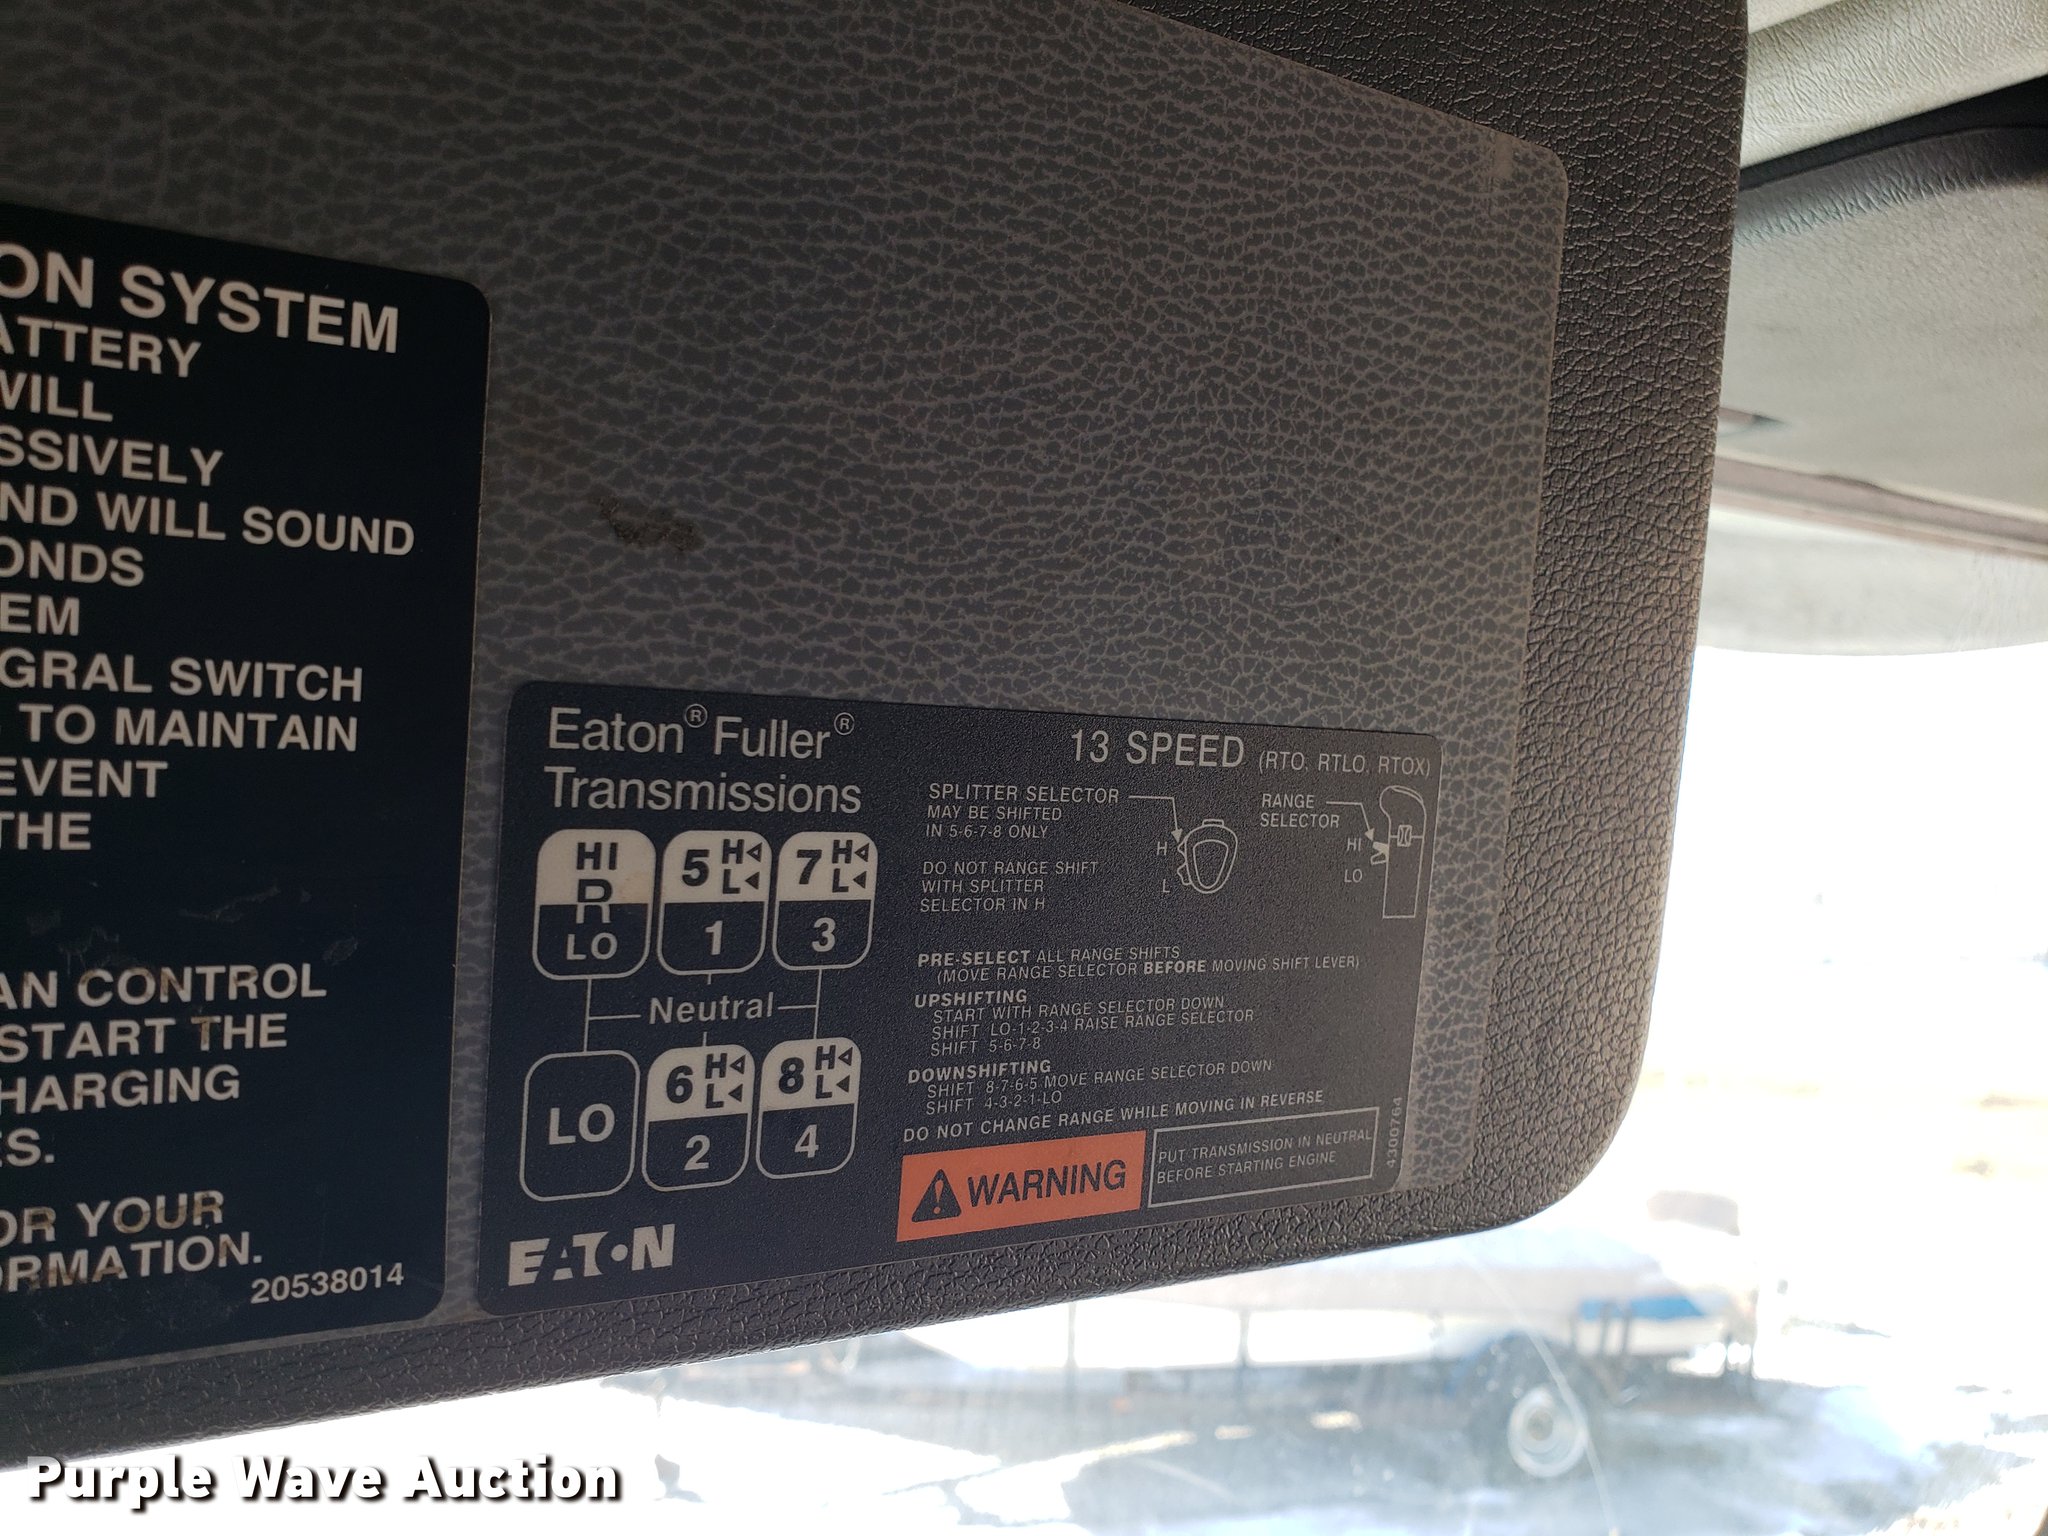 ON SYSTEM
ATTERY
WILL
SSIVELY
ND WILL SOUND
ONDS
EM
GRAL SWITCH
TO MAINTAIN
EVENT
THE
AN CONTROL
START THE
HARGING
ES.
OR YOUR
ORMATION.
20538014
Eaton® Fuller®
Transmissions
13 SPEED (RTO, RTLO, RTOX)
HI
R
LO
5 H L
1
7 H L
3
Neutral
LO
6 H L
2
8 H L
4
EATON
SPLITTER SELECTOR
MAY BE SHIFTED
IN 5-6-7-8 ONLY
DO NOT RANGE SHIFT
WITH SPLITTER
SELECTOR IN H
H
L
RANGE
SELECTOR
HI
LO
PRE-SELECT ALL RANGE SHIFTS
(MOVE RANGE SELECTOR BEFORE MOVING SHIFT LEVER)
UPSHIFTING
START WITH RANGE SELECTOR DOWN
SHIFT LO-1-2-3-4 RAISE RANGE SELECTOR
SHIFT 5-6-7-8
DOWNSHIFTING
SHIFT 8-7-6-5 MOVE RANGE SELECTOR DOWN
SHIFT 4-3-2-1-LO
DO NOT CHANGE RANGE WHILE MOVING IN REVERSE
WARNING
PUT TRANSMISSION IN NEUTRAL
BEFORE STARTING ENGINE
4300764
Purple Wave Auction